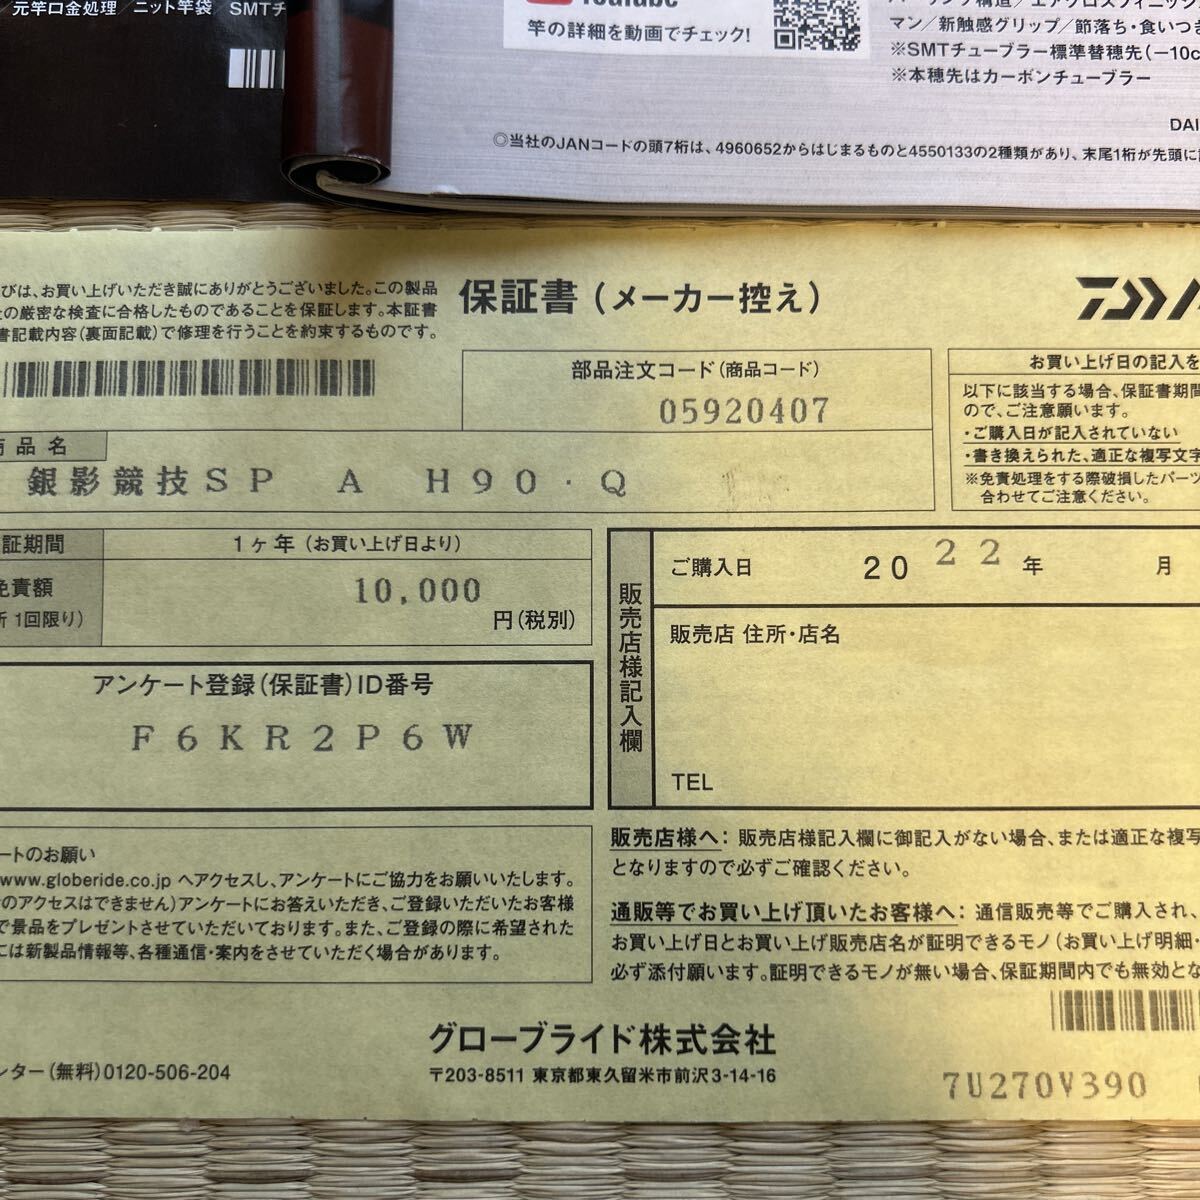 元竿口金処理 ／ ニット竿袋 SMTチ
YouTube
竿の詳細を動画でチェック!
マン／新触感グリップ／節落ち・食いつき
※SMTチューブラー標準替穂先(−10c
※本穂先はカーボンチューブラー
DAI
◎当社のJANコードの頭7桁は、4960652からはじまるものと4550133の2種類があり、末尾1桁が先頭に
びは、お買い上げいただき誠にありがとうございました。この製品
の厳密な検査に合格したものであることを保証します。本証書
書記載内容(裏面記載)で修理を行うことを約束するものです。
保証書 (メーカー控え)
部品注文コード(商品コード)
05920407
商品名
銀影競技SP A H90・Q
お買い上げ日の記入を
以下に該当する場合、保証書期間
ので、ご注意願います。
・ご購入日が記入されていない
・書き換えられた、適正な複写文字
※免責処理をする際破損したパーツ
合わせてご注意ください。
証期間
1ヶ年 (お買い上げ日より)
免責額
所 1回限り)
10,000
円(税別)
販売店様記入欄
ご購入日 20 22 年 月
販売店 住所・店名
TEL
アンケート登録(保証書)ID番号
F6KR2P6W
ートのお願い
www.globeride.co.jp へアクセスし、アンケートにご協力をお願いいたします。
のアクセスはできません)アンケートにお答えいただき、ご登録いただいたお客様
で景品をプレゼントさせていただいております。また、ご登録の際に希望された
には新製品情報等、各種通信・案内をさせていただく場合があります。
販売店様へ: 販売店様記入欄に御記入がない場合、または適正な複写
となりますので必ずご確認ください。
通販等でお買い上げ頂いたお客様へ: 通信販売等でご購入され、
お買い上げ日とお買い上げ販売店名が証明できるモノ(お買い上げ明細・
必ず添付願います。証明できるモノが無い場合、保証期間内でも無効とな
グローブライド株式会社
〒203-8511 東京都東久留米市前沢3-14-16
ンター(無料)0120-506-204
7U270V390